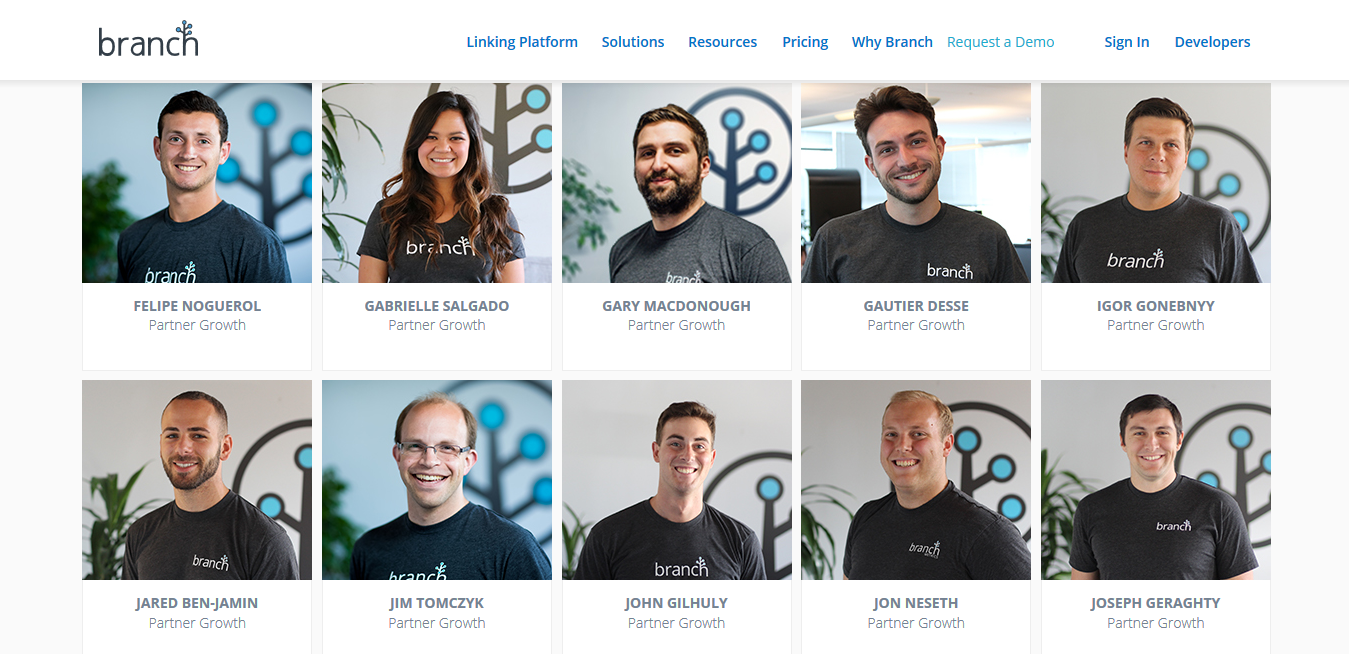 branch
Linking Platform Solutions Resources Pricing Why Branch Request a Demo Sign In Developers
branch branch branch branch branch
FELIPE NOGUEROL GABRIELLE SALGADO GARY MACDONOUGH GAUTIER DESSE IGOR GONEBNYY
Partner Growth Partner Growth Partner Growth Partner Growth Partner Growth
branch branch branch branch branch
JARED BEN-JAMIN JIM TOMCZYK JOHN GILHULY JON NESETH JOSEPH GERAGHTY
Partner Growth Partner Growth Partner Growth Partner Growth Partner Growth